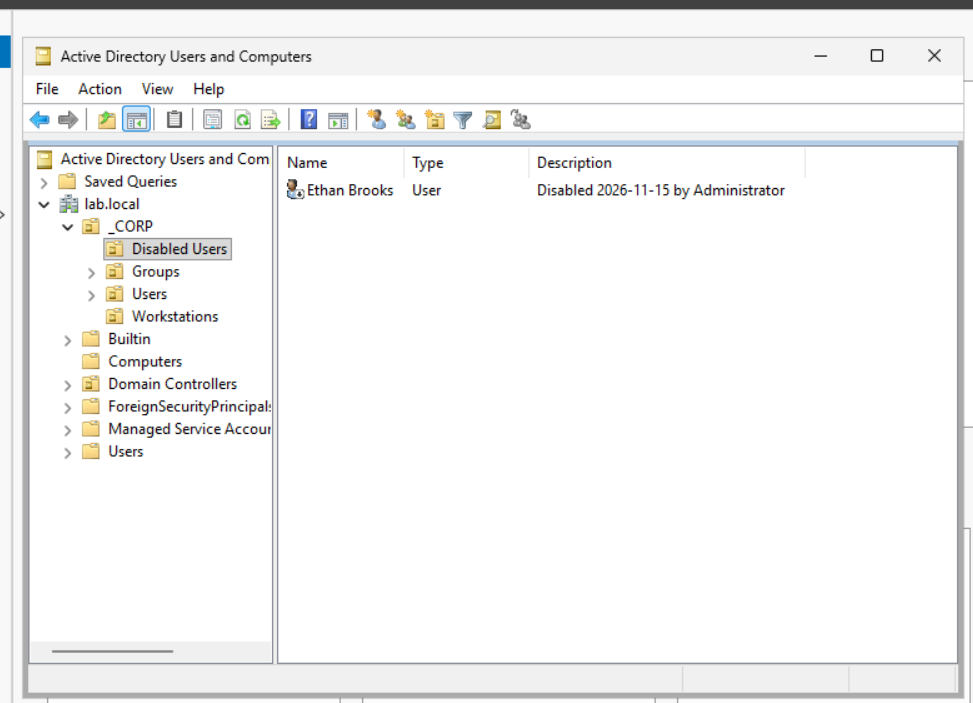 Active Directory Users and Computers
File Action View Help
Active Directory Users and Com
Saved Queries
lab.local
_CORP
Disabled Users
Groups
Users
Workstations
Builtin
Computers
Domain Controllers
ForeignSecurityPrincipals
Managed Service Accour
Users
Name Type Description
Ethan Brooks User Disabled 2026-11-15 by Administrator